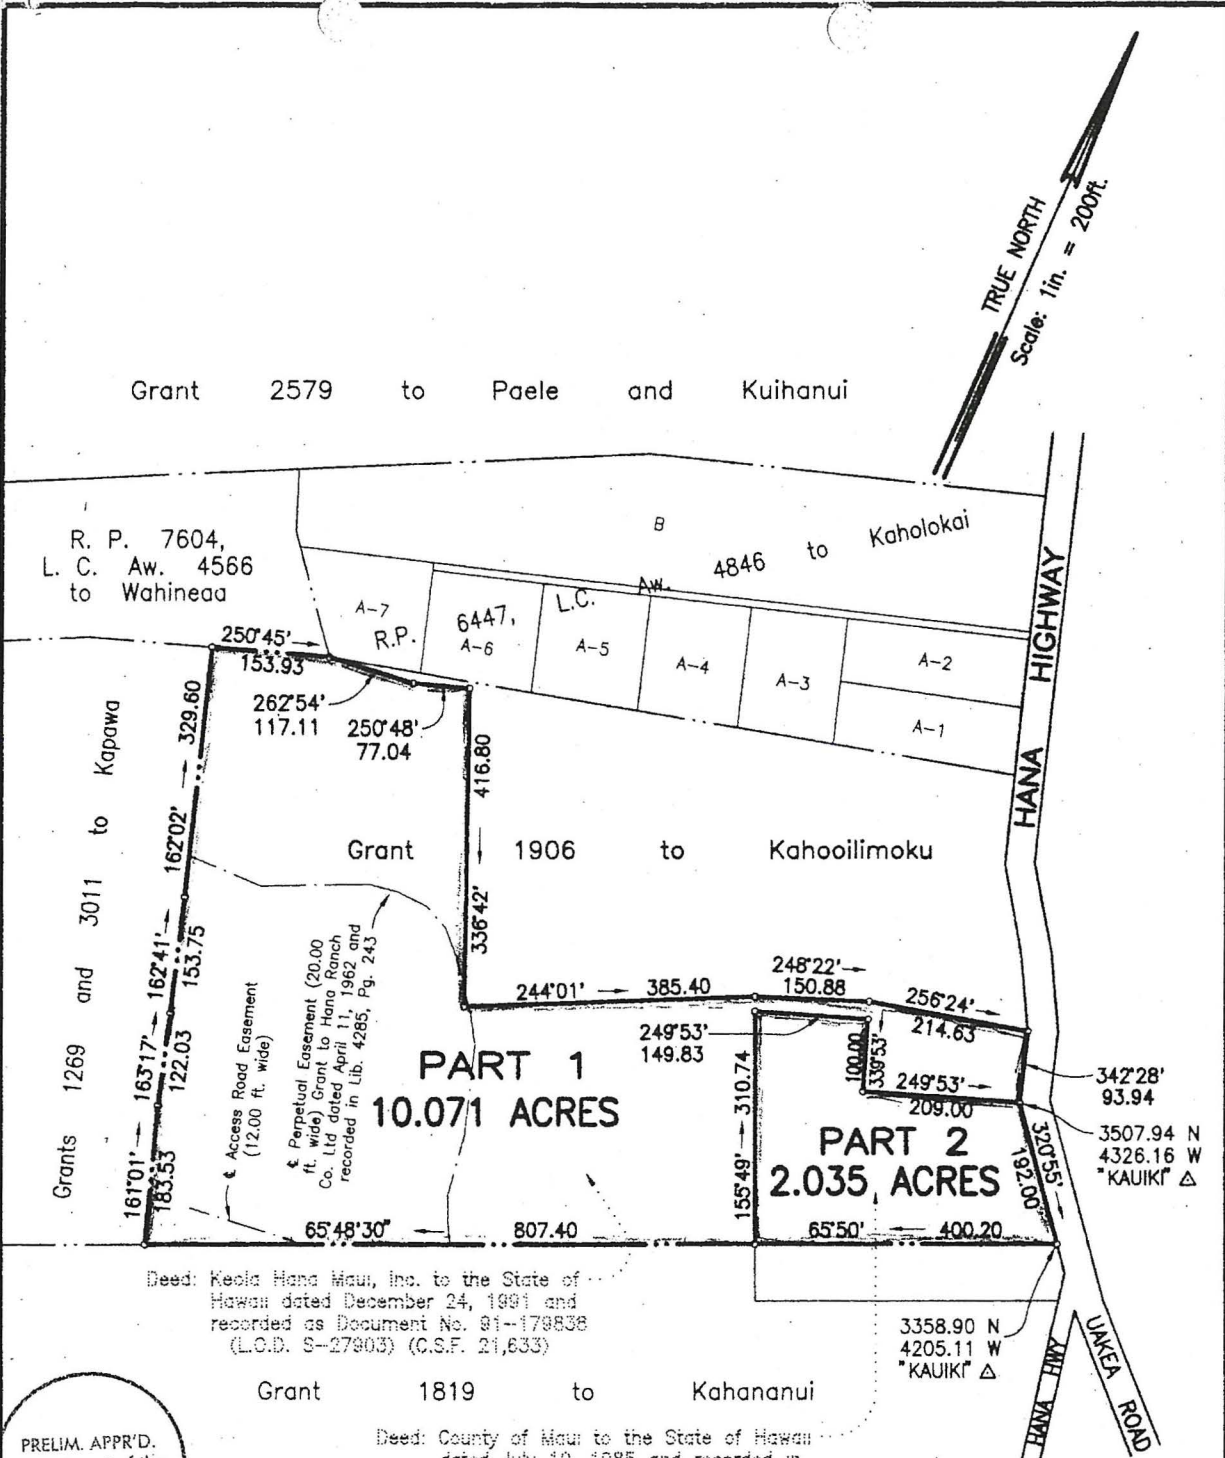 TRUE NORTH
Scale: 1in. = 200ft.
Grant 2579 to Paele and Kuihanui
R. P. 7604,
L. C. Aw. 4566
to Wahineaa
B
R.P. 6447, L.C. Aw. 4846 to Kaholokai
A-7
A-6
A-5
A-4
A-3
A-2
A-1
HANA HIGHWAY
250°45'
153.93
262°54'
117.11
250°48'
77.04
329.60
162°02'
416.80
336°42'
Grants 1269 and 3011 to Kapawa
Grant 1906 to Kahooilimoku
162°41'
153.75
163°17'
122.03
161°01'
183.53
℄ Access Road Easement
(12.00 ft. wide)
℄ Perpetual Easement (20.00
ft. wide) Grant to Hana Ranch
Co. Ltd dated April 11, 1962 and
recorded in Lib. 4285, Pg. 243
244°01' 385.40
248°22'
150.88
256°24'
214.63
249°53'
149.83
100.00
339°53'
249°53'
209.00
342°28'
93.94
3507.94 N
4326.16 W
"KAUIKI" △
PART 1
10.071 ACRES
310.74
155°49'
PART 2
2.035 ACRES
320°55'
192.00
65°48'30" 807.40
65°50' 400.20
Deed: Keola Hana Maui, Inc. to the State of
Hawaii dated December 24, 1991 and
recorded as Document No. 91--179838
(L.O.D. S--27903) (C.S.F. 21,633)
3358.90 N
4205.11 W
"KAUIKI" △
HANA HWY
UAKEA ROAD
Grant 1819 to Kahananui
PRELIM. APPR'D.
Deed: County of Maui to the State of Hawaii
dated July 10, 1985 and recorded in